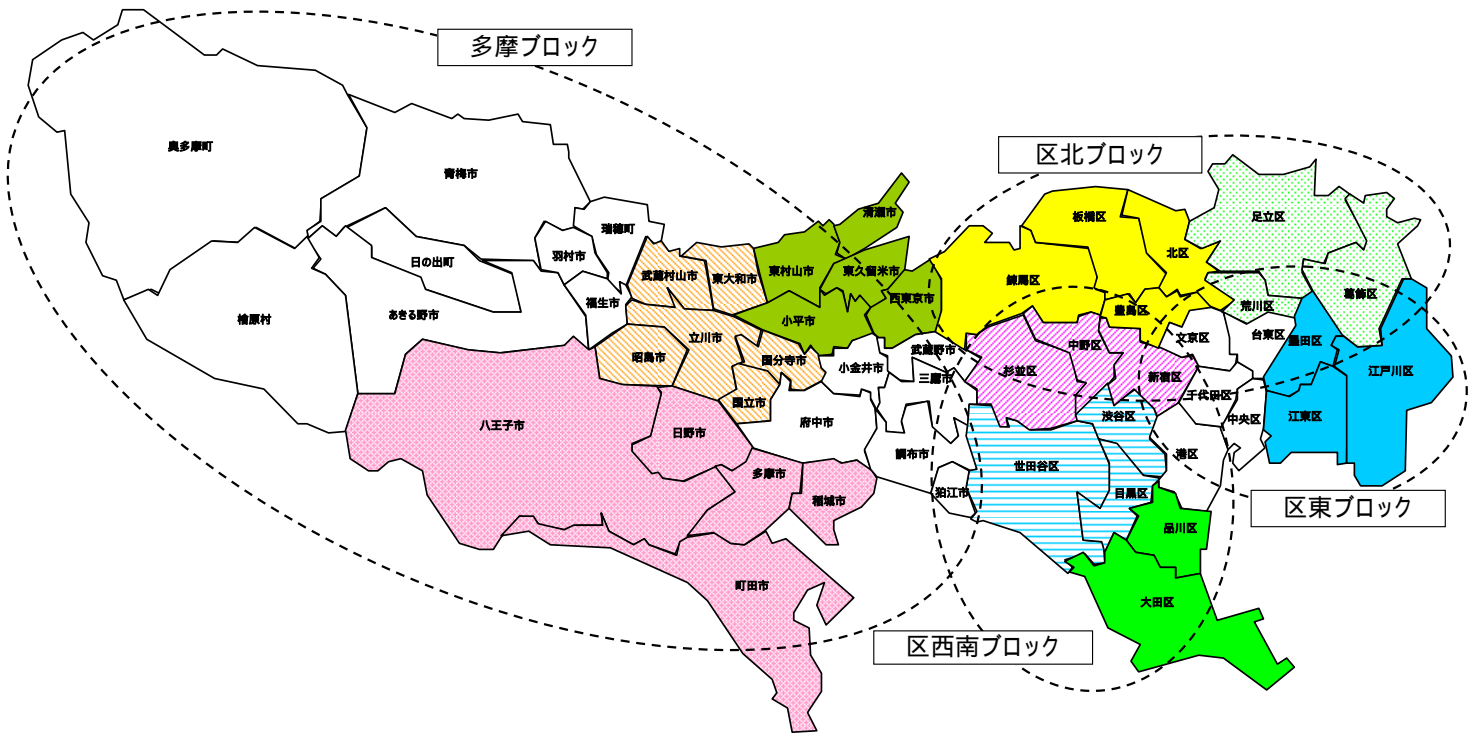 多摩ブロック
区北ブロック
奥多摩町
青梅市
清瀬市
板橋区
足立区
瑞穂町
北区
羽村市
日の出町
武蔵村山市
東大和市
東村山市
東久留米市
練馬区
西東京市
葛飾区
福生市
あきる野市
檜原村
荒川区
豊島区
小平市
文京区
台東区
墨田区
立川市
昭島市
国分寺市
小金井市
武蔵野市
三鷹市
中野区
杉並区
新宿区
江戸川区
千代田区
国立市
渋谷区
中央区
江東区
八王子市
日野市
府中市
調布市
港区
世田谷区
多摩市
稲城市
狛江市
目黒区
区東ブロック
品川区
町田市
大田区
区西南ブロック